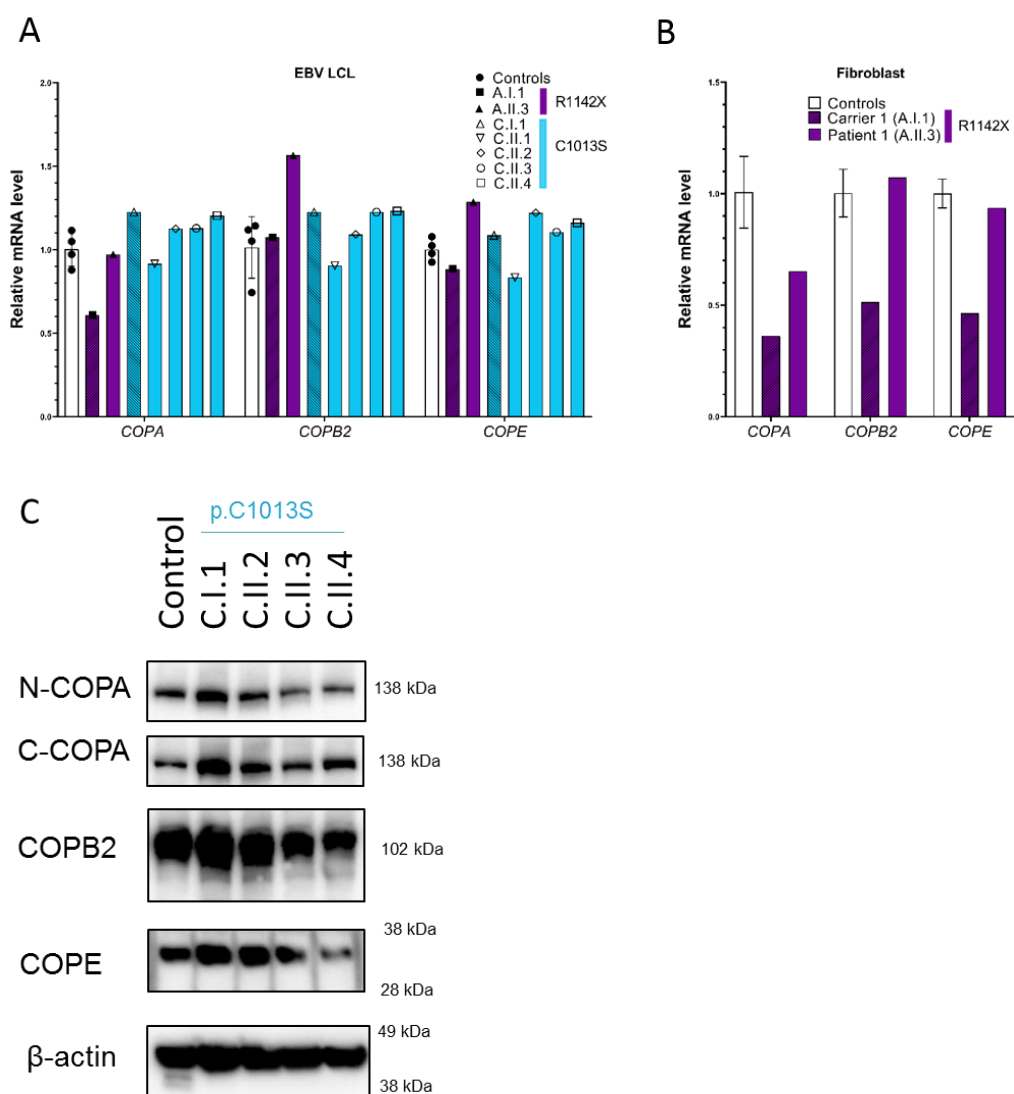 A
EBV LCL
Relative mRNA level
2.0
1.5
1.0
0.5
0.0
Controls
A.I.1
A.II.3
R1142X
C.I.1
C.II.1
C.II.2
C.II.3
C.II.4
C1013S
COPA
COPB2
COPE
B
Fibroblast
Relative mRNA level
1.5
1.0
0.5
0.0
Controls
Carrier 1 (A.I.1)
Patient 1 (A.II.3)
R1142X
COPA
COPB2
COPE
C
p.C1013S
Control
C.I.1
C.II.2
C.II.3
C.II.4
N-COPA
138 kDa
C-COPA
138 kDa
COPB2
102 kDa
COPE
38 kDa
28 kDa
β-actin
49 kDa
38 kDa